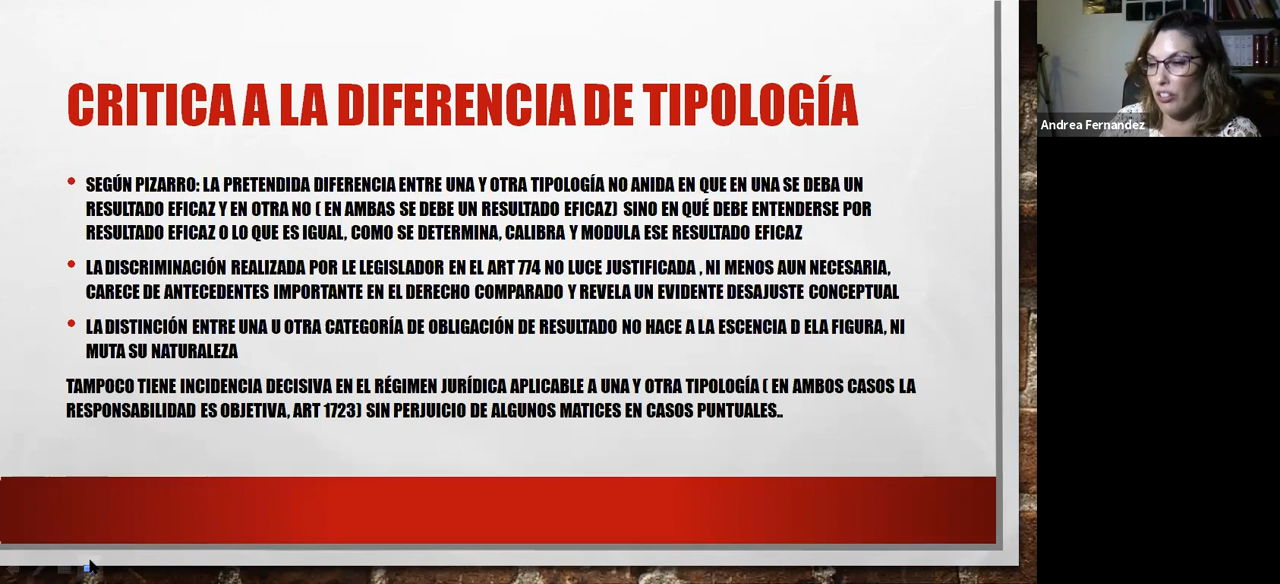 CRITICA A LA DIFERENCIA DE TIPOLOGÍA
• SEGÚN PIZARRO: LA PRETENDIDA DIFERENCIA ENTRE UNA Y OTRA TIPOLOGÍA NO ANIDA EN QUE EN UNA SE DEBA UN
RESULTADO EFICAZ Y EN OTRA NO ( EN AMBAS SE DEBE UN RESULTADO EFICAZ) SINO EN QUÉ DEBE ENTENDERSE POR
RESULTADO EFICAZ O LO QUE ES IGUAL, COMO SE DETERMINA, CALIBRA Y MODULA ESE RESULTADO EFICAZ
• LA DISCRIMINACIÓN REALIZADA POR LE LEGISLADOR EN EL ART 774 NO LUCE JUSTIFICADA , NI MENOS AUN NECESARIA,
CARECE DE ANTECEDENTES IMPORTANTE EN EL DERECHO COMPARADO Y REVELA UN EVIDENTE DESAJUSTE CONCEPTUAL
• LA DISTINCIÓN ENTRE UNA U OTRA CATEGORÍA DE OBLIGACIÓN DE RESULTADO NO HACE A LA ESCENCIA D ELA FIGURA, NI
MUTA SU NATURALEZA
TAMPOCO TIENE INCIDENCIA DECISIVA EN EL RÉGIMEN JURÍDICA APLICABLE A UNA Y OTRA TIPOLOGÍA ( EN AMBOS CASOS LA
RESPONSABILIDAD ES OBJETIVA, ART 1723) SIN PERJUICIO DE ALGUNOS MATICES EN CASOS PUNTUALES..
Andrea Fernandez